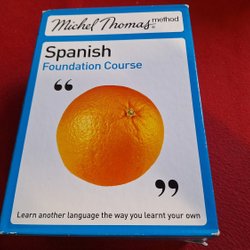 Michel Thomas method
Spanish
Foundation Course
“
”
Learn another language the way you learnt your own